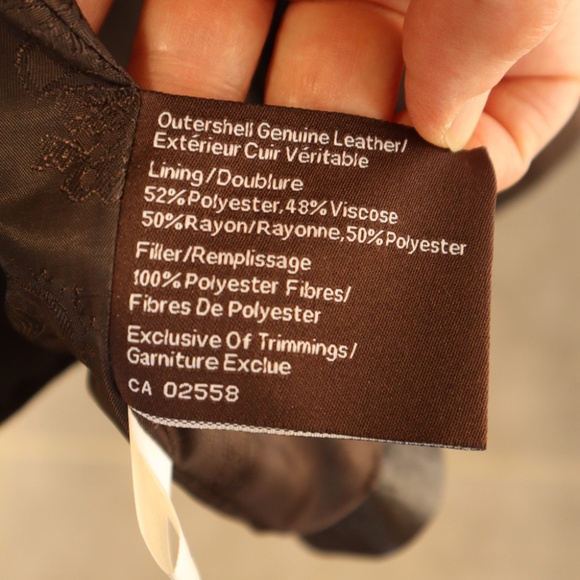 Outershell Genuine Leather/
Extérieur Cuir Véritable
Lining/Doublure
52%Polyester,48%Viscose
50%Rayon/Rayonne,50%Polyester
Filler/Remplissage
100%Polyester Fibres/
Fibres De Polyester
Exclusive Of Trimmings/
Garniture Exclue
CA 02558